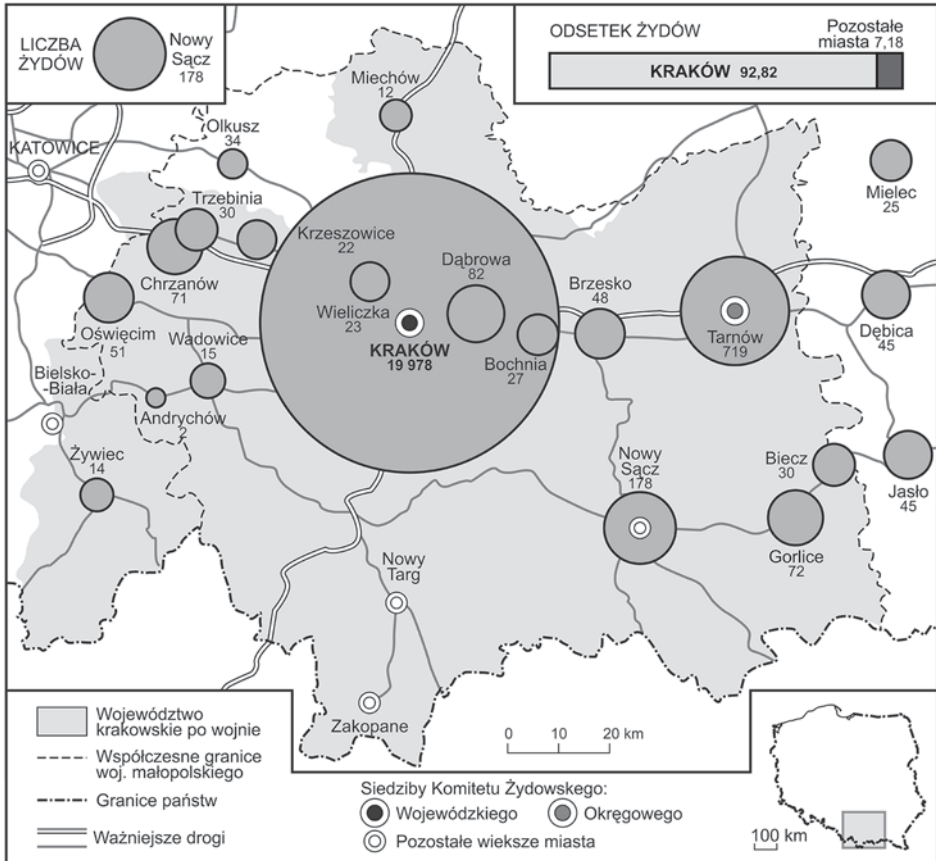 LICZBA
ŻYDÓW
Nowy
Sącz
178
ODSETEK ŻYDÓW
Pozostałe
miasta 7,18
KRAKÓW 92,82
Miechów
12
Olkusz
34
KATOWICE
Trzebinia
30
Mielec
25
Krzeszowice
22
Dąbrowa
82
Chrzanów
71
Brzesko
48
Wieliczka
23
Oświęcim
51
Wadowice
15
KRAKÓW
19 978
Bochnia
27
Tarnów
719
Dębica
45
Bielsko-
-Biała
Andrychów
2
Żywiec
14
Nowy
Sącz
178
Biecz
30
Jasło
45
Gorlice
72
Nowy
Targ
Zakopane
0 10 20 km
Województwo
krakowskie po wojnie
Współczesne granice
woj. małopolskiego
Granice państw
Ważniejsze drogi
Siedziby Komitetu Żydowskego:
Wojewódzkiego
Okręgowego
Pozostałe wieksze miasta
100 km